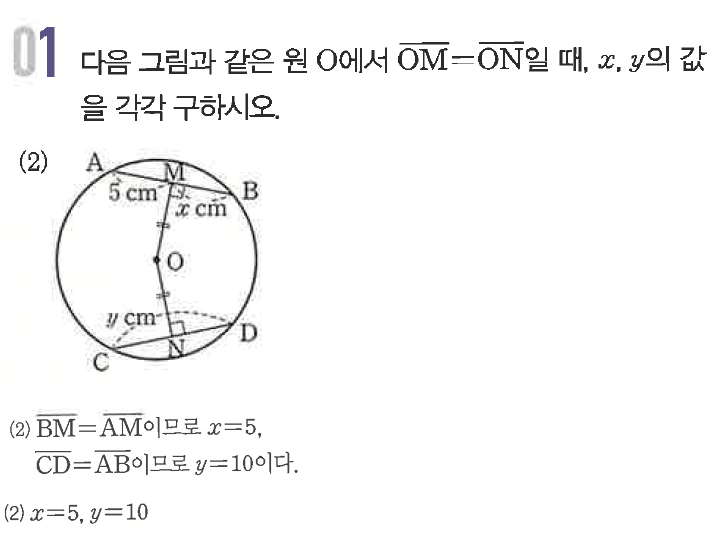 01 다음 그림과 같은 원 O에서 OM=ON일 때, x, y의 값
을 각각 구하시오.
(2)
A
M
B
5 cm
x cm
O
y cm
D
N
C
(2) BM=AM이므로 x=5,
CD=AB이므로 y=10이다.
(2) x=5, y=10